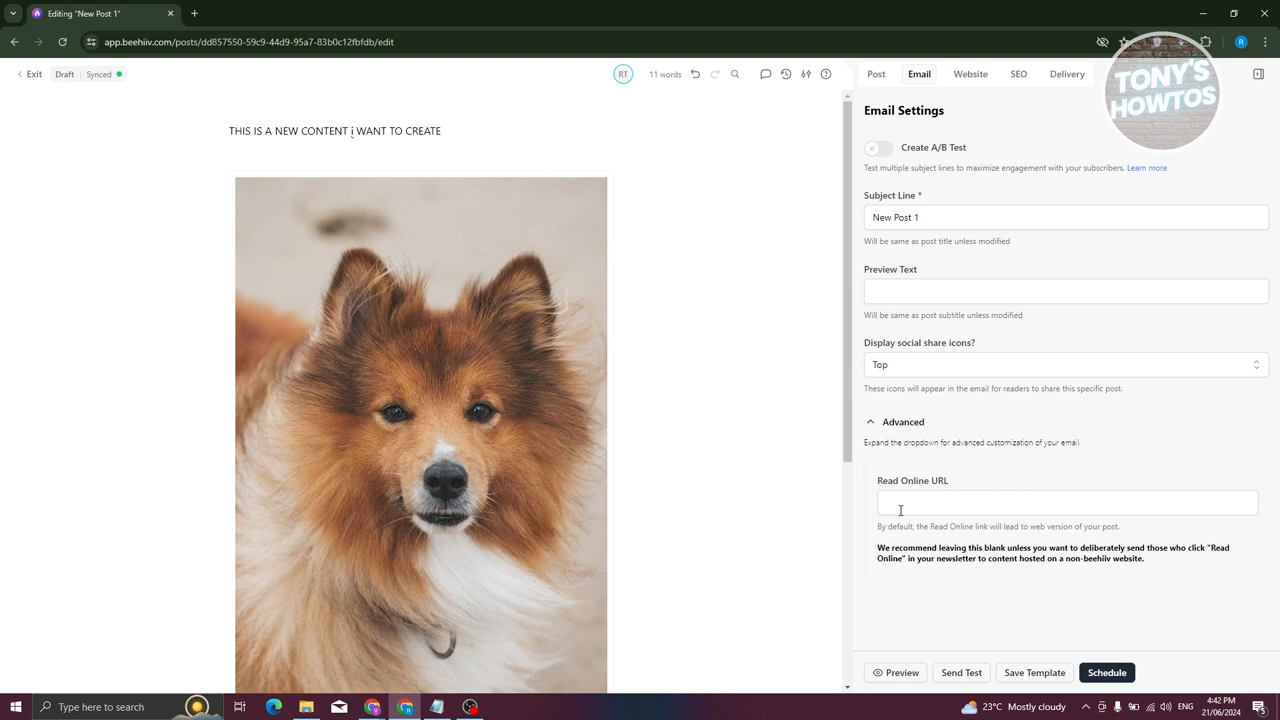 Editing "New Post 1"
app.beehiiv.com/posts/dd857550-59c9-44d9-95a7-83b0c12fbfdb/edit
R
Exit
Draft
Synced
RT
11 words
Post
Email
Website
SEO
Delivery
TONY'S
HOWTOS
THIS IS A NEW CONTENT I WANT TO CREATE
Email Settings
Create A/B Test
Test multiple subject lines to maximize engagement with your subscribers. Learn more
Subject Line *
New Post 1
Will be same as post title unless modified
Preview Text
Will be same as post subtitle unless modified
Display social share icons?
Top
These icons will appear in the email for readers to share this specific post.
Advanced
Expand the dropdown for advanced customization of your email.
Read Online URL
By default, the Read Online link will lead to web version of your post.
We recommend leaving this blank unless you want to deliberately send those who click "Read
Online" in your newsletter to content hosted on a non-beehiiv website.
Preview
Send Test
Save Template
Schedule
Type here to search
23°C Mostly cloudy
ENG
4:42 PM
21/06/2024